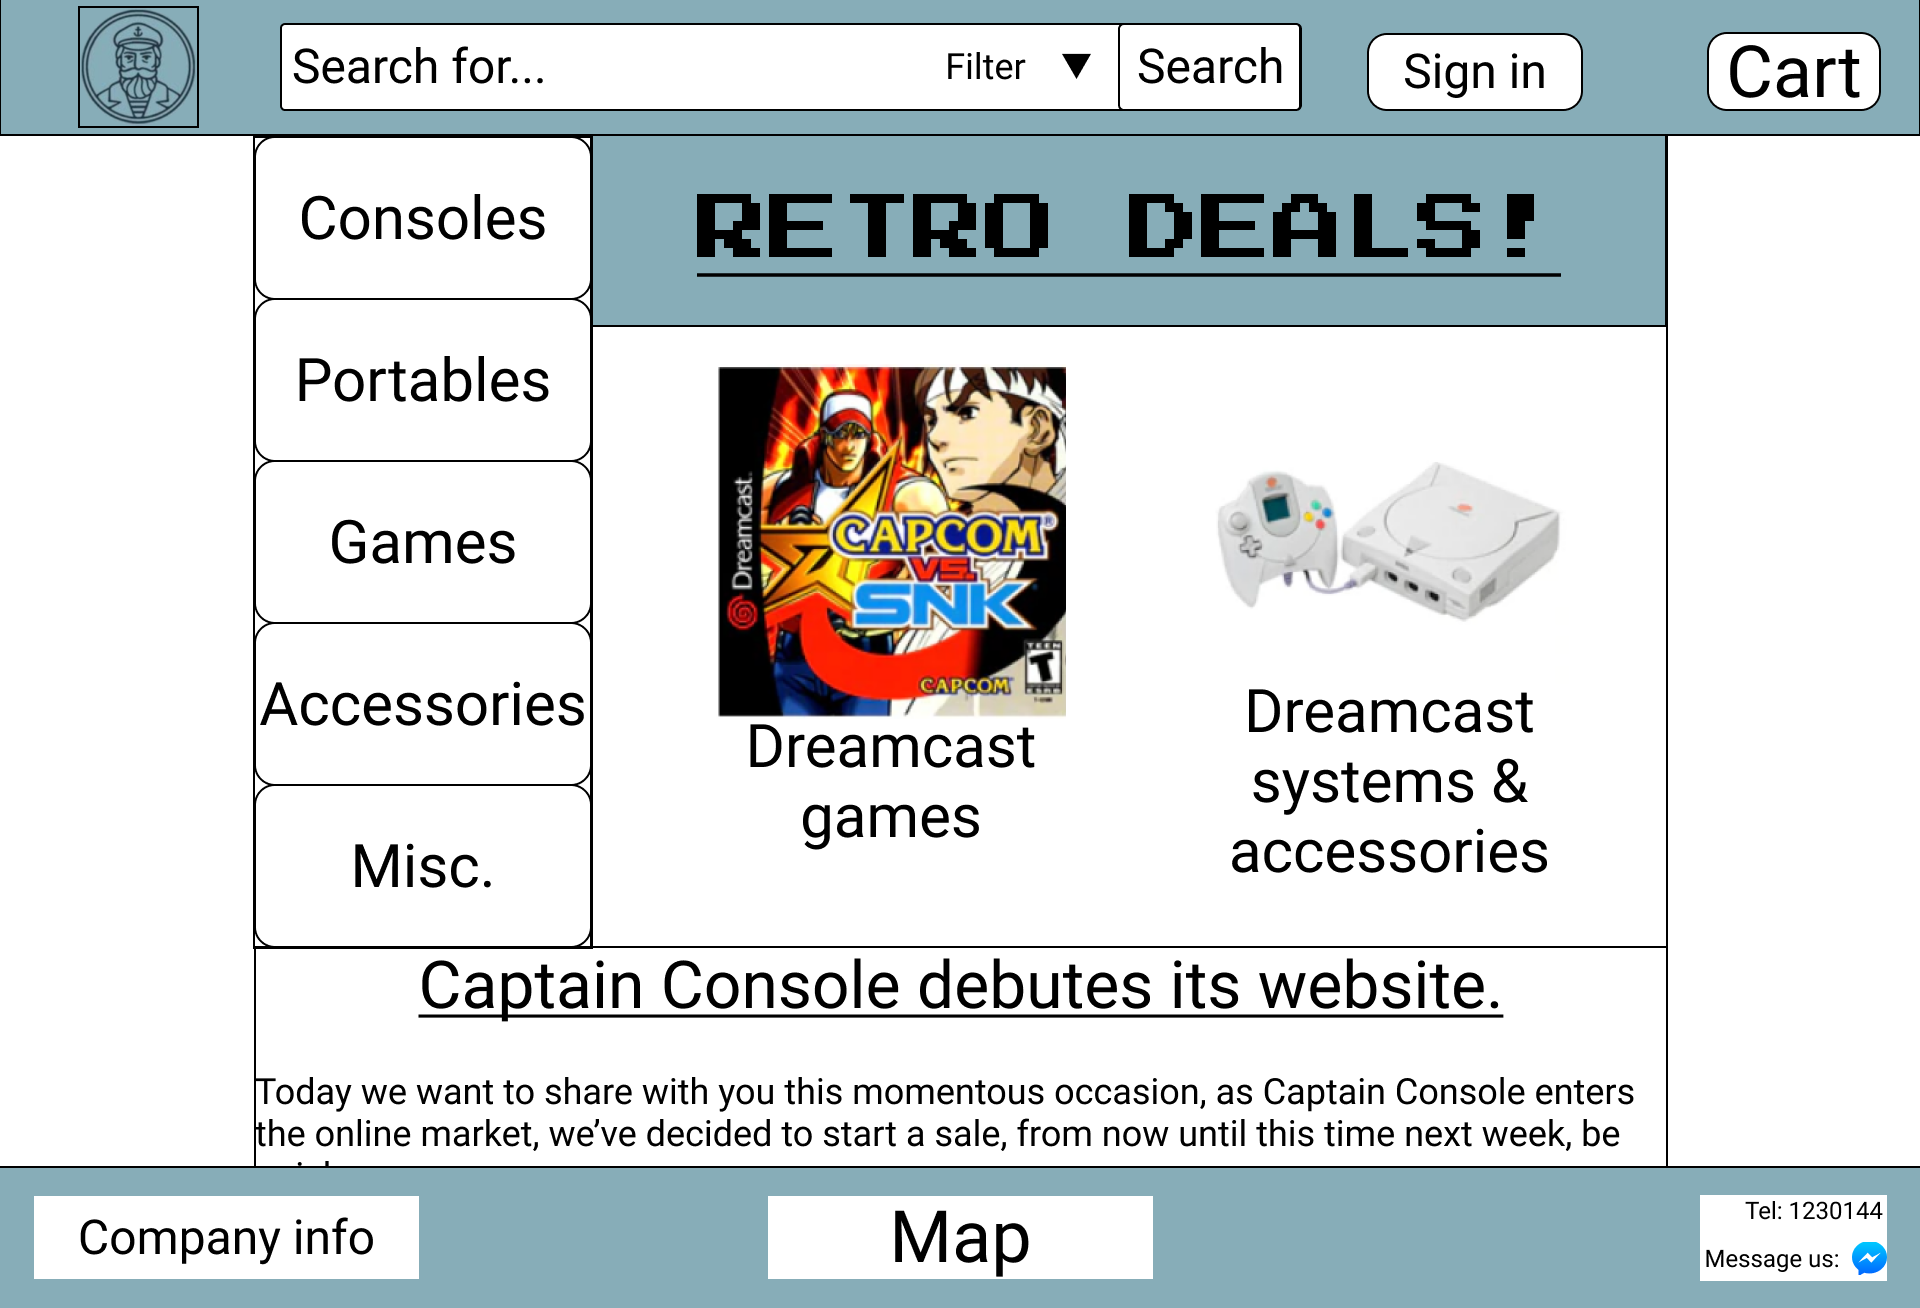 Search for...
Filter
Search
Sign in
Cart
Consoles
Portables
Games
Accessories
Misc.
RETRO DEALS!
Dreamcast
CAPCOM
VS.
SNK
CAPCOM
TEEN
T
ESRB
Dreamcast
games
Dreamcast
systems &
accessories
Captain Console debutes its website.
Today we want to share with you this momentous occasion, as Captain Console enters
the online market, we’ve decided to start a sale, from now until this time next week, be
Company info
Map
Tel: 1230144
Message us: